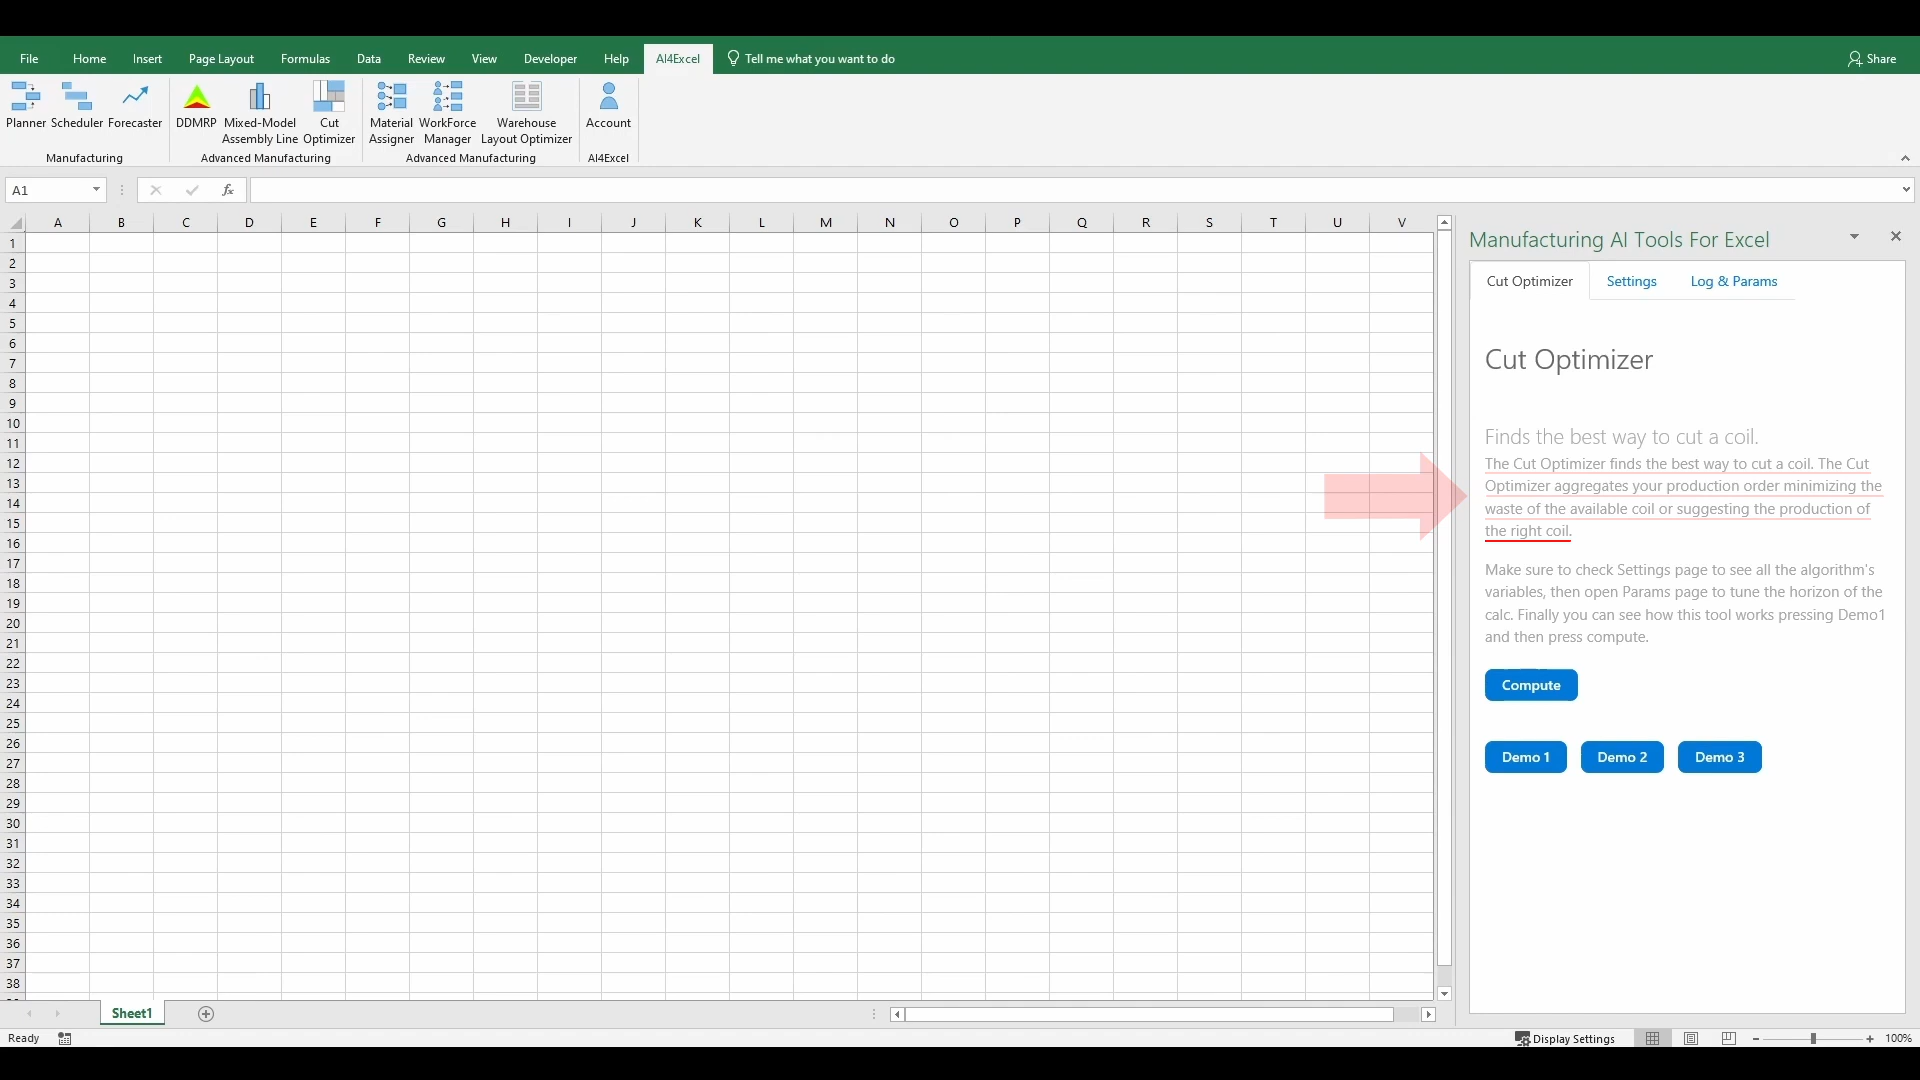 File Home Insert Page Layout Formulas Data Review View Developer Help AI4Excel Tell me what you want to do Share
Planner Scheduler Forecaster DDMRP Mixed-Model Assembly Line Cut Optimizer Material Assigner WorkForce Manager Warehouse Layout Optimizer Account
Manufacturing Advanced Manufacturing Advanced Manufacturing AI4Excel
A1 fx
A B C D E F G H I J K L M N O P Q R S T U V
1
2
3
4
5
6
7
8
9
10
11
12
13
14
15
16
17
18
19
20
21
22
23
24
25
26
27
28
29
30
31
32
33
34
35
36
37
38
Manufacturing AI Tools For Excel
Cut Optimizer Settings Log & Params
Cut Optimizer
Finds the best way to cut a coil.
The Cut Optimizer finds the best way to cut a coil. The Cut
Optimizer aggregates your production order minimizing the
waste of the available coil or suggesting the production of
the right coil.
Make sure to check Settings page to see all the algorithm's
variables, then open Params page to tune the horizon of the
calc. Finally you can see how this tool works pressing Demo1
and then press compute.
Compute
Demo 1 Demo 2 Demo 3
Sheet1
Ready Display Settings 100%